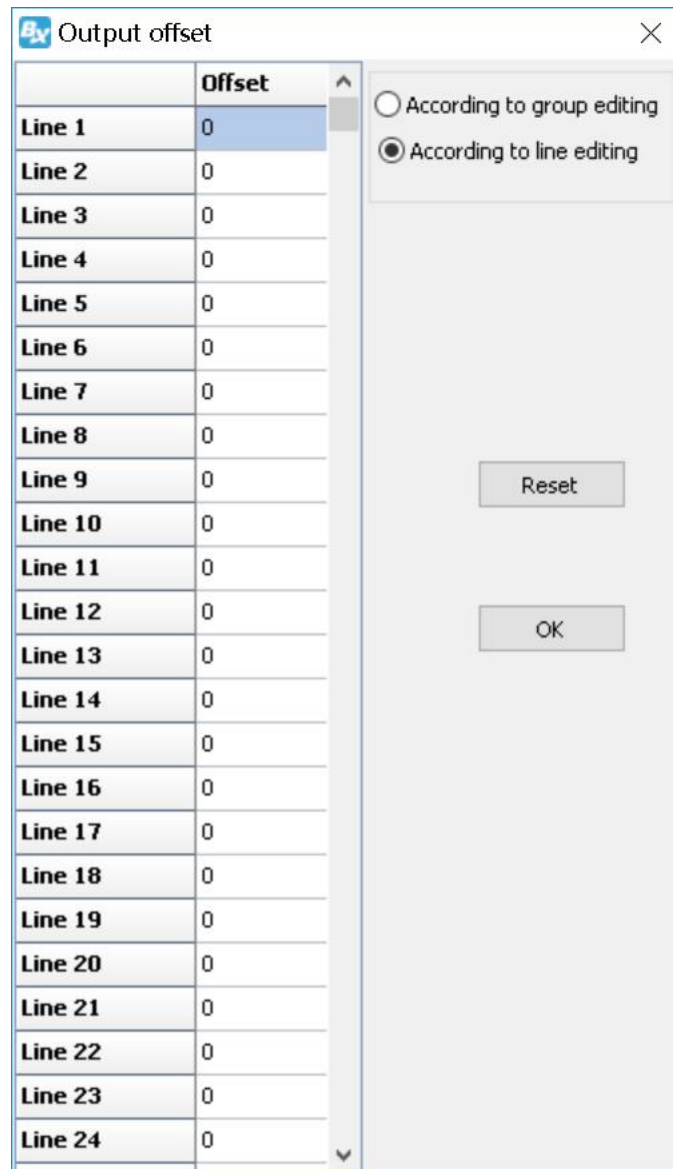 BX Output offset
Offset
Line 1 0
Line 2 0
Line 3 0
Line 4 0
Line 5 0
Line 6 0
Line 7 0
Line 8 0
Line 9 0
Line 10 0
Line 11 0
Line 12 0
Line 13 0
Line 14 0
Line 15 0
Line 16 0
Line 17 0
Line 18 0
Line 19 0
Line 20 0
Line 21 0
Line 22 0
Line 23 0
Line 24 0
According to group editing
According to line editing
Reset
OK